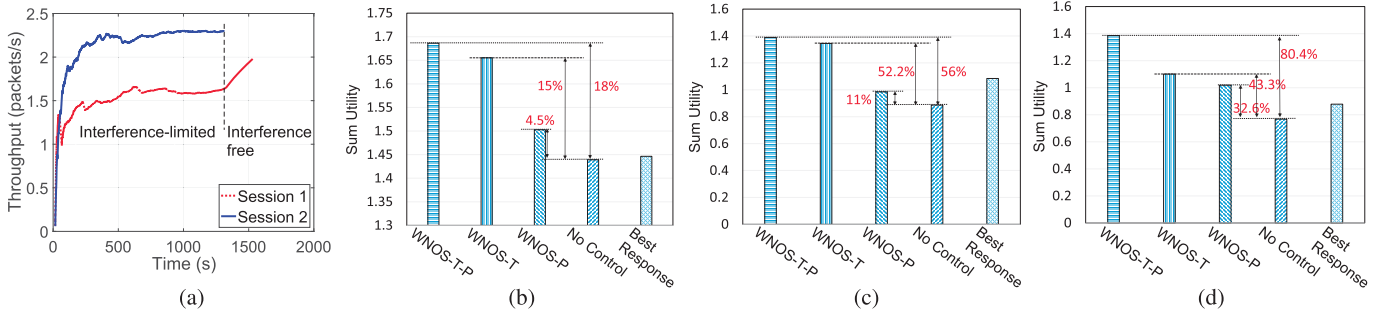 2.5
2
1.5
1
0.5
0
Throughput (packets/s)
Interference-limited
Interference
free
Session 1
Session 2
0
500
1000
1500
2000
Time (s)
(a)
1.75
1.7
1.65
1.6
1.55
1.5
1.45
1.4
1.35
1.3
Sum Utility
15%
18%
4.5%
WNOS-T-P
WNOS-T
WNOS-P
No Control
Best
Response
(b)
1.6
1.4
1.2
1
0.8
0.6
0.4
0.2
0
Sum Utility
52.2%
56%
11%
WNOS-T-P
WNOS-T
WNOS-P
No Control
Best
Response
(c)
1.6
1.4
1.2
1
0.8
0.6
0.4
0.2
0
Sum Utility
80.4%
43.3%
32.6%
WNOS-T-P
WNOS-T
WNOS-P
No Control
Best
Response
(d)